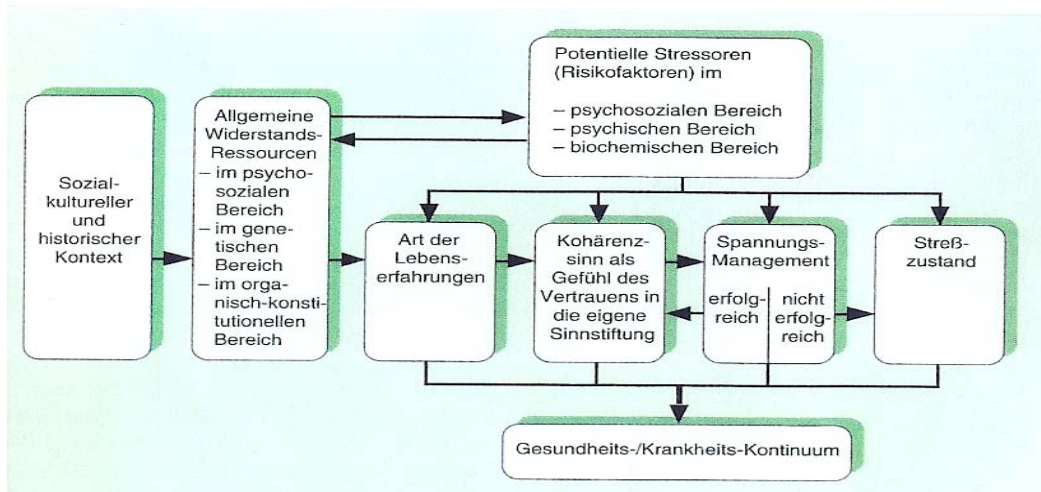 Potentielle Stressoren
(Risikofaktoren) im
– psychosozialen Bereich
– psychischen Bereich
– biochemischen Bereich
Sozial-
kultureller
und
historischer
Kontext
Allgemeine
Widerstands-
Ressourcen
– im psycho-
sozialen
Bereich
– im gene-
tischen
Bereich
– im orga-
nisch-konsti-
tutionellen
Bereich
Art der
Lebens-
erfahrungen
Kohärenz-
sinn als
Gefühl des
Vertrauens in
die eigene
Sinnstiftung
Spannungs-
Management
erfolg-
reich
nicht
erfolg-
reich
Streß-
zustand
Gesundheits-/Krankheits-Kontinuum